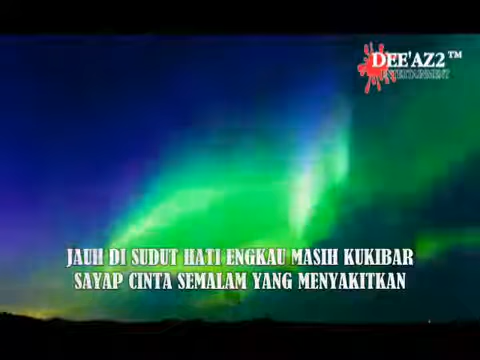 DEE'AZ2™
ENTERTAINMENT
JAUH DI SUDUT HATI ENGKAU MASIH KUKIBAR
SAYAP CINTA SEMALAM YANG MENYAKITKAN